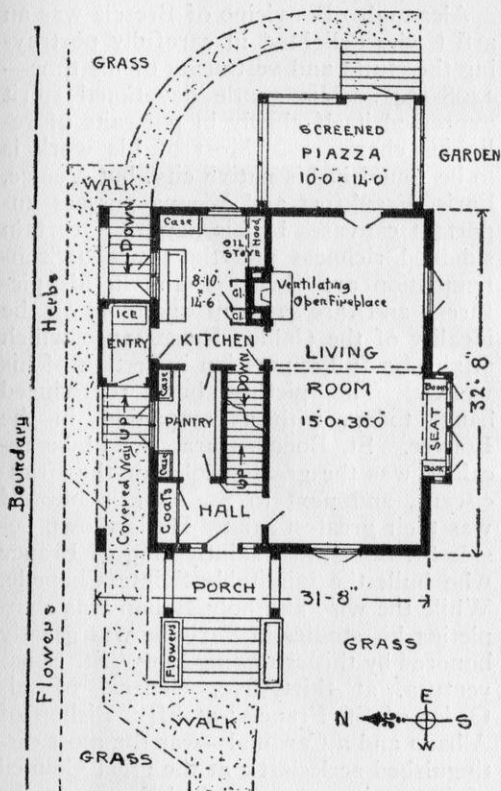 GRASS
SCREENED
PIAZZA
10-0 x 14-0
GARDEN
WALK
DOWN
Case
OIL
STOVE
HOOD
ICE
ENTRY
8-10
x
14-6
Cl.
Cl.
Ventilating
Open Fireplace
KITCHEN
LIVING
ROOM
15-0 x 30-0
32'-8"
Herbs
Boundary
Flowers
Covered Way
UP
Case
PANTRY
Case
DOWN
UP
Books
SEAT
Books
Coats
HALL
PORCH
31-8"
Flowers
GRASS
WALK
GRASS
E
N
S
W